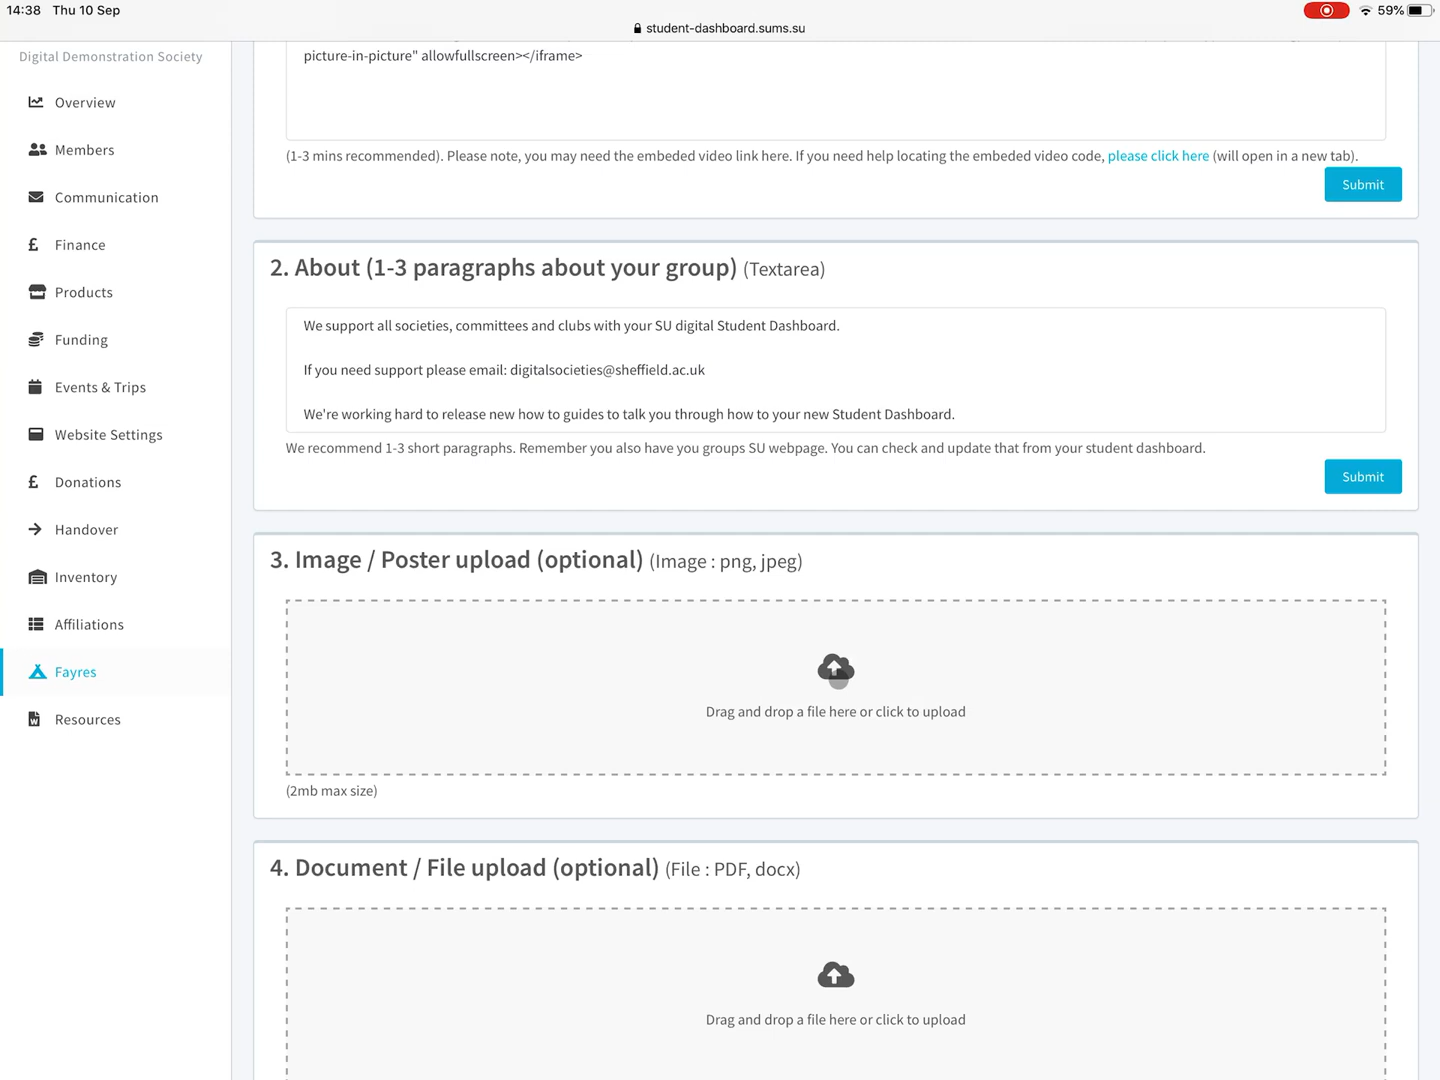 14:38 Thu 10 Sep
59%
student-dashboard.sums.su
Digital Demonstration Society
Overview
Members
Communication
Finance
Products
Funding
Events & Trips
Website Settings
Donations
Handover
Inventory
Affiliations
Fayres
Resources
picture-in-picture" allowfullscreen></iframe>
(1-3 mins recommended). Please note, you may need the embeded video link here. If you need help locating the embeded video code, please click here (will open in a new tab).
Submit
2. About (1-3 paragraphs about your group) (Textarea)
We support all societies, committees and clubs with your SU digital Student Dashboard.
If you need support please email: digitalsocieties@sheffield.ac.uk
We're working hard to release new how to guides to talk you through how to your new Student Dashboard.
We recommend 1-3 short paragraphs. Remember you also have you groups SU webpage. You can check and update that from your student dashboard.
Submit
3. Image / Poster upload (optional) (Image : png, jpeg)
Drag and drop a file here or click to upload
(2mb max size)
4. Document / File upload (optional) (File : PDF, docx)
Drag and drop a file here or click to upload